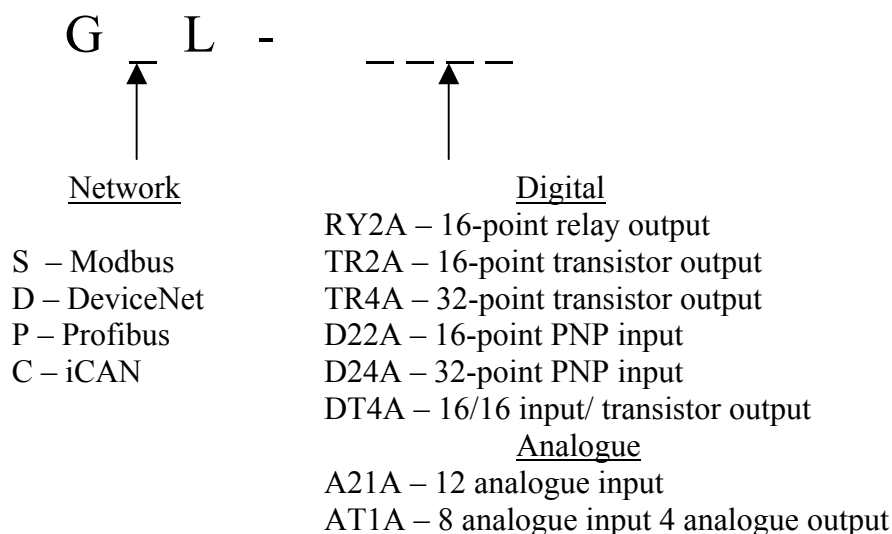 G _ L - _ _ _ _
Network
S – Modbus
D – DeviceNet
P – Profibus
C – iCAN
Digital
RY2A – 16-point relay output
TR2A – 16-point transistor output
TR4A – 32-point transistor output
D22A – 16-point PNP input
D24A – 32-point PNP input
DT4A – 16/16 input/ transistor output
Analogue
A21A – 12 analogue input
AT1A – 8 analogue input 4 analogue output